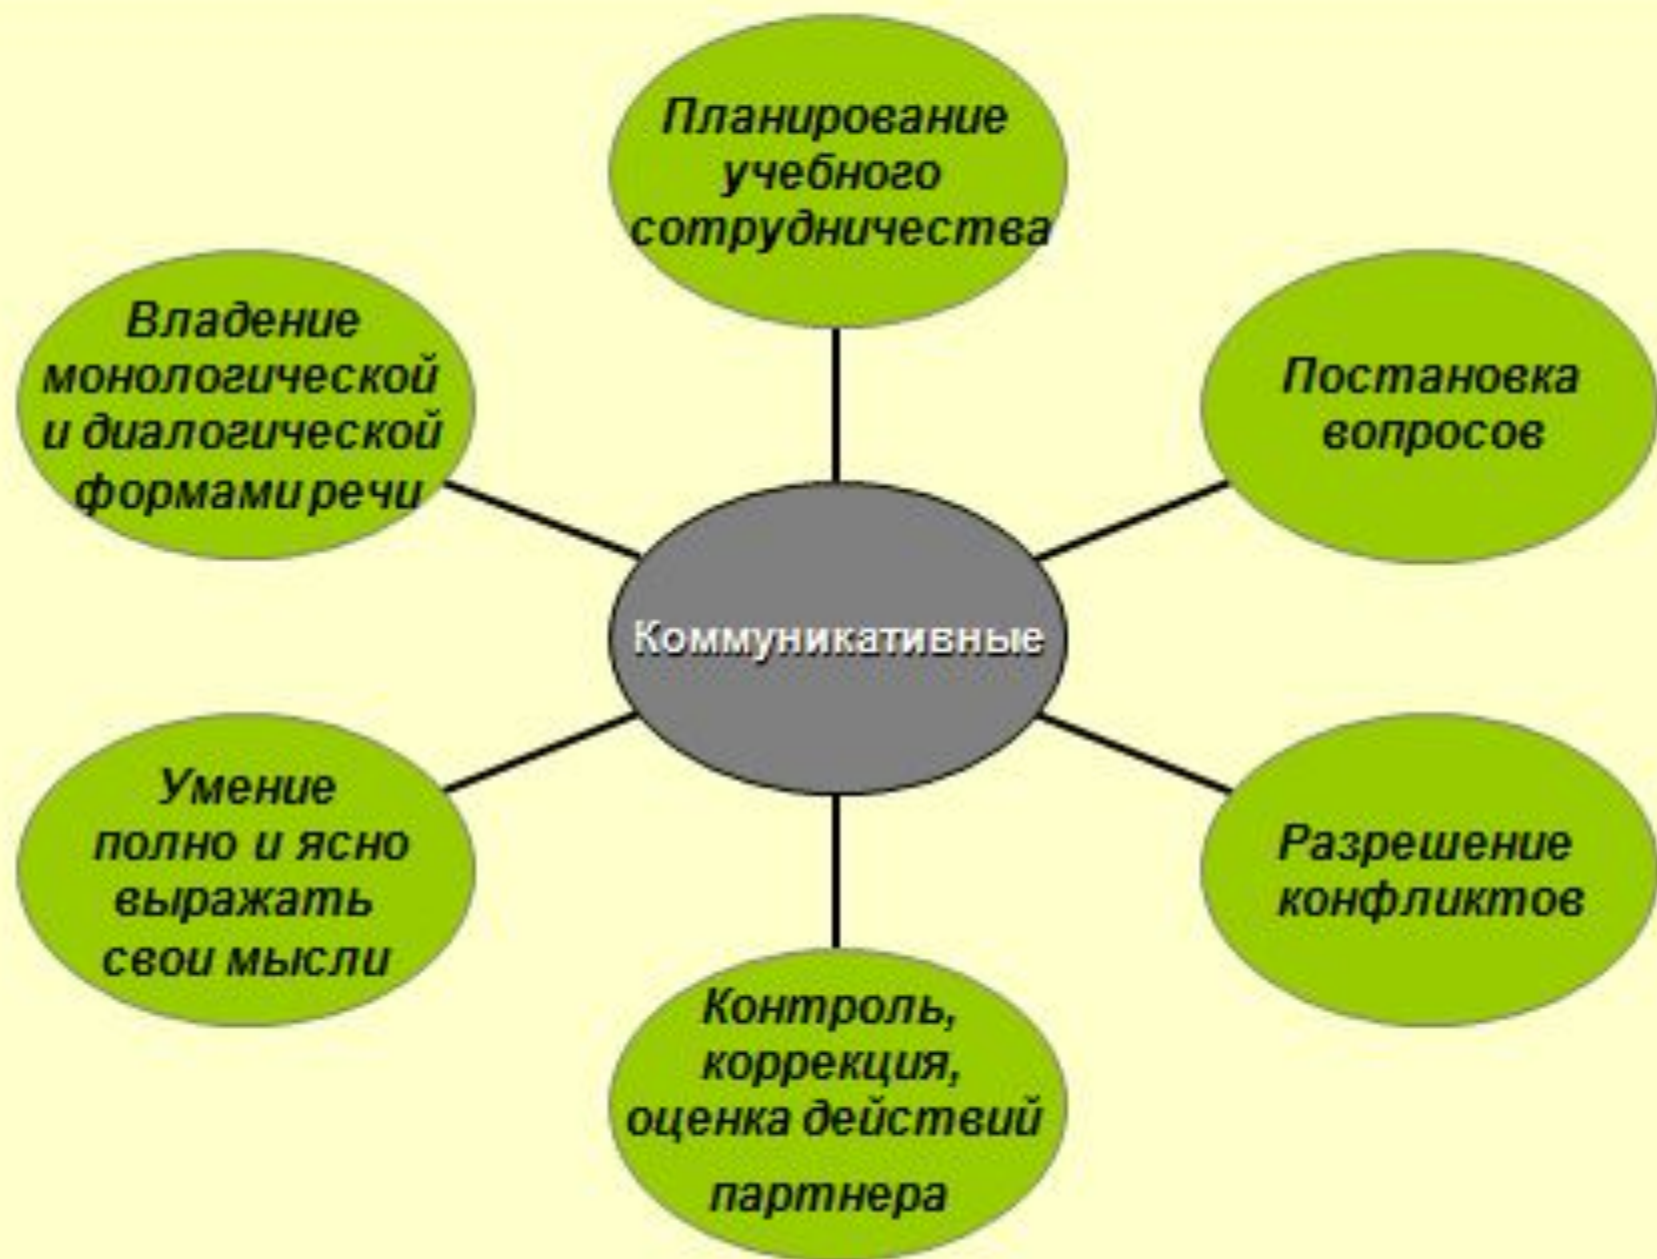 Планирование
учебного
сотрудничества
Владение
монологической
и диалогической
формами речи
Постановка
вопросов
Коммуникативные
Умение
полно и ясно
выражать
свои мысли
Разрешение
конфликтов
Контроль,
коррекция,
оценка действий
партнера